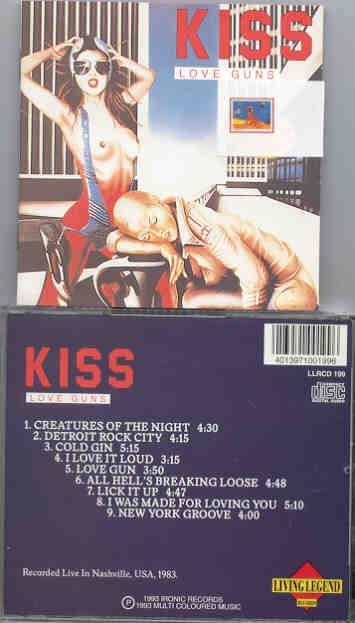 KISS
LOVE GUNS
KISS
LOVE GUNS
4013971001996
LLRCD 199
COMPACT
disc
DIGITAL AUDIO
1. CREATURES OF THE NIGHT 4:30
2. DETROIT ROCK CITY 4:15
3. COLD GIN 5:15
4. I LOVE IT LOUD 3:15
5. LOVE GUN 3:50
6. ALL HELL'S BREAKING LOOSE 4:48
7. LICK IT UP 4:47
8. I WAS MADE FOR LOVING YOU 5:10
9. NEW YORK GROOVE 4:00
Recorded Live In Nashville, USA, 1983.
P 1993 IRONIC RECORDS
1993 MULTI COLOURED MUSIC
LIVING LEGEND
RECORDS